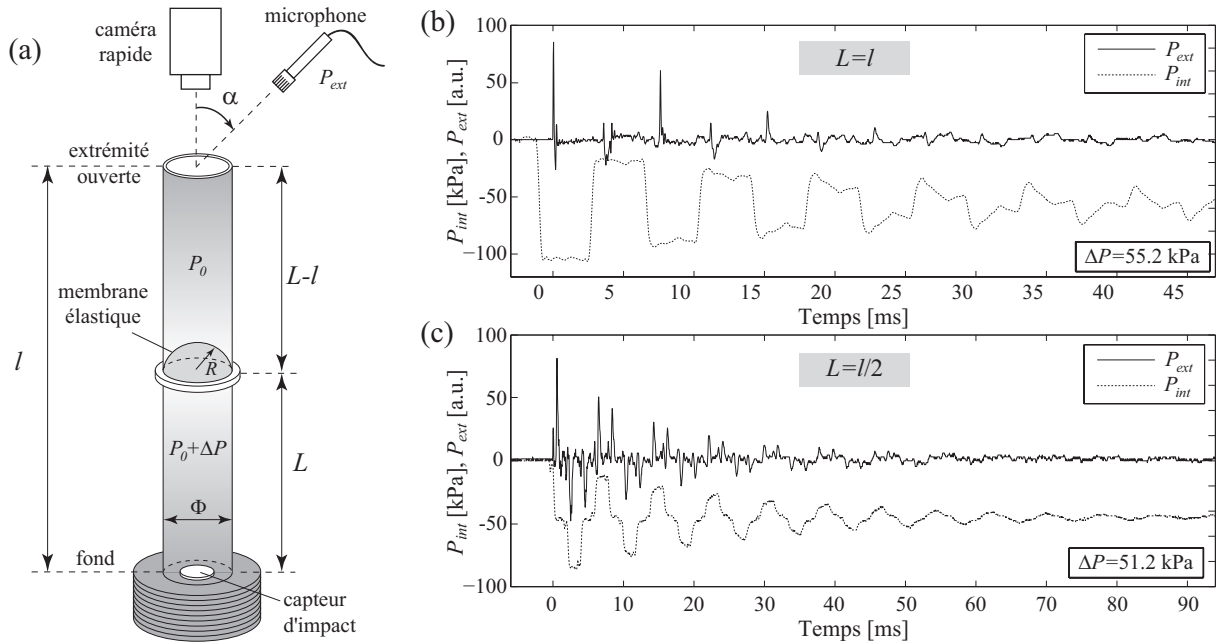 (a)
caméra
rapide
microphone
P_ext
α
extrémité
ouverte
P_0
L-l
membrane
élastique
R
l
P_0+ΔP
L
Φ
fond
capteur
d'impact
(b)
L=l
P_ext
P_int
P_int [kPa], P_ext [a.u.]
100
50
0
−50
−100
ΔP=55.2 kPa
0 5 10 15 20 25 30 35 40 45
Temps [ms]
(c)
L=l/2
P_ext
P_int
P_int [kPa], P_ext [a.u.]
100
50
0
−50
−100
ΔP=51.2 kPa
0 10 20 30 40 50 60 70 80 90
Temps [ms]